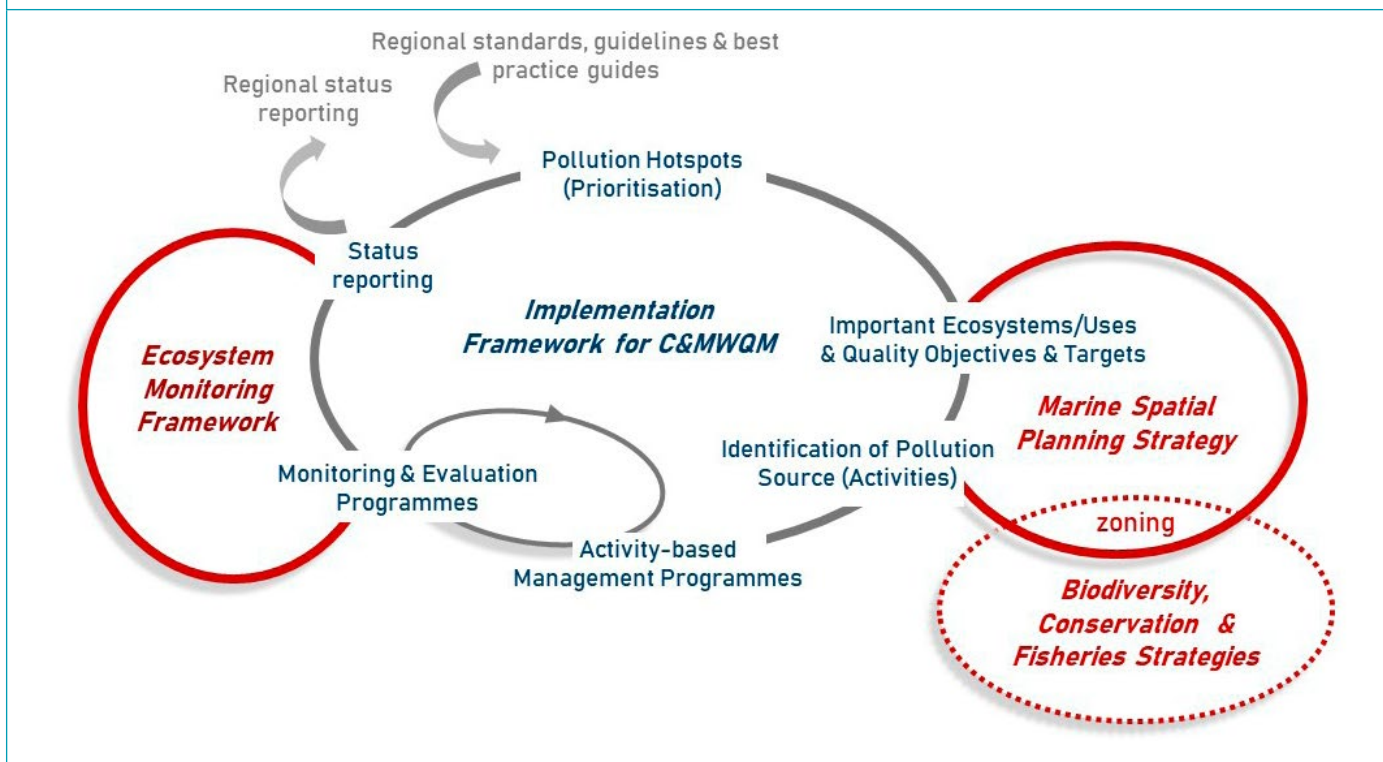 Regional standards, guidelines & best
practice guides
Regional status
reporting
Pollution Hotspots
(Prioritisation)
Status
reporting
Implementation
Framework for C&MWQM
Important Ecosystems/Uses
& Quality Objectives & Targets
Ecosystem
Monitoring
Framework
Marine Spatial
Planning Strategy
Identification of Pollution
Source (Activities)
Monitoring & Evaluation
Programmes
zoning
Activity-based
Management Programmes
Biodiversity,
Conservation &
Fisheries Strategies